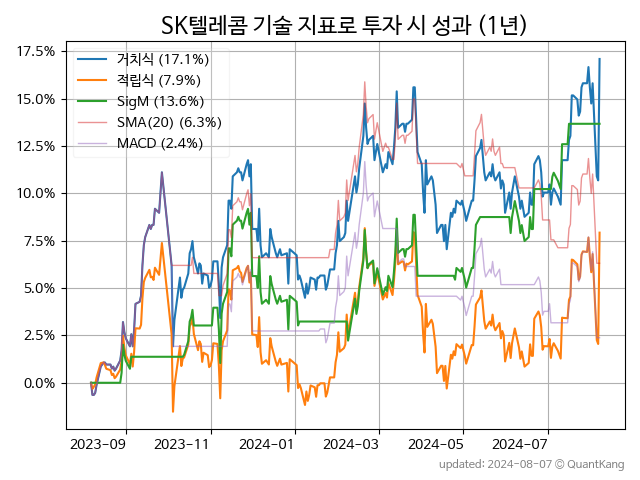 SK텔레콤 기술 지표로 투자 시 성과 (1년)
17.5%
15.0%
12.5%
10.0%
7.5%
5.0%
2.5%
0.0%
거치식 (17.1%)
적립식 (7.9%)
SigM (13.6%)
SMA(20) (6.3%)
MACD (2.4%)
2023-09 2023-11 2024-01 2024-03 2024-05 2024-07
updated: 2024-08-07 © QuantKang